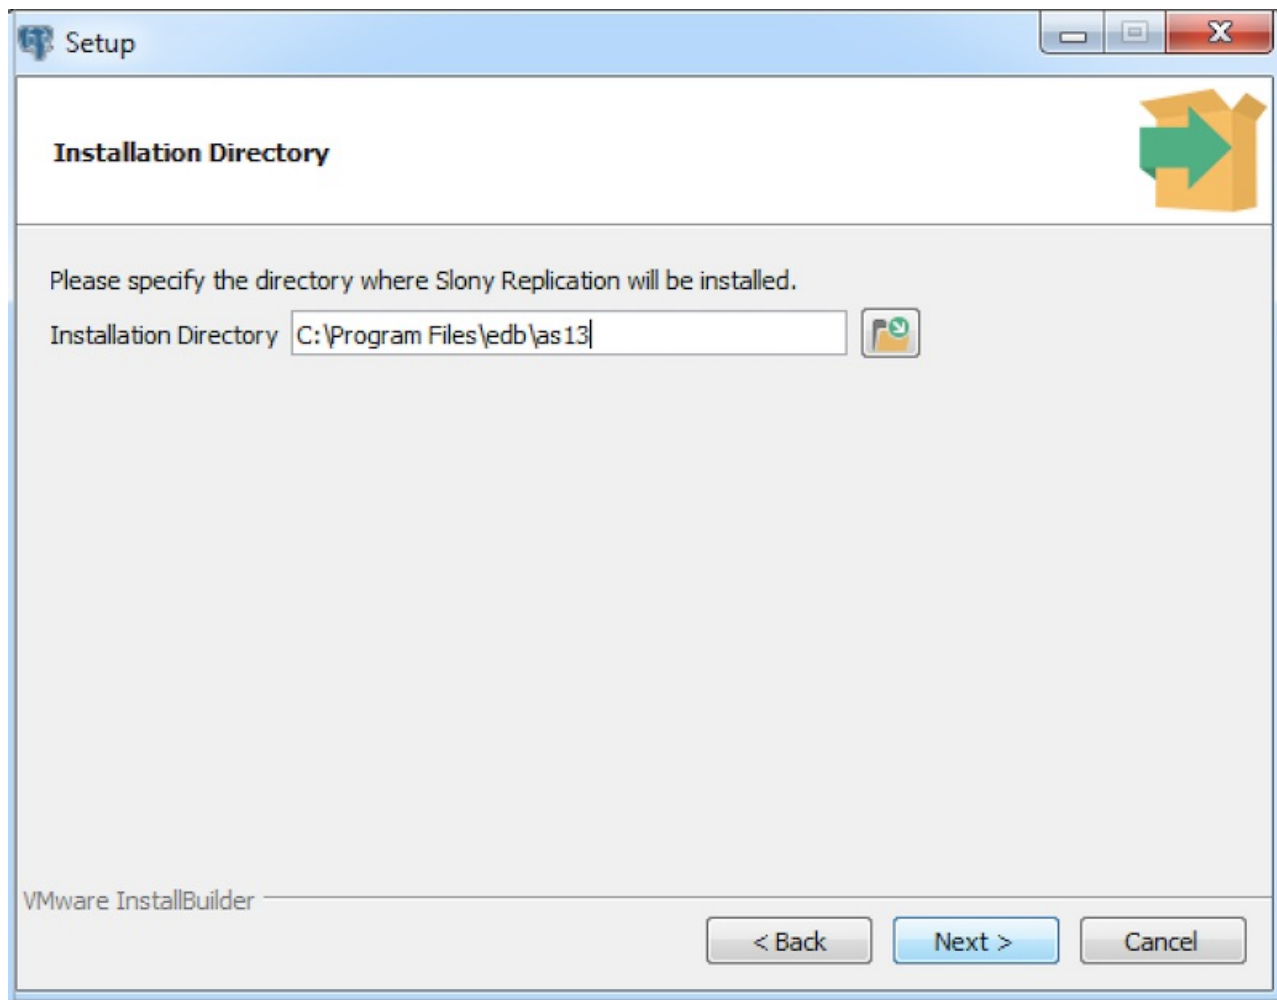 Setup
Installation Directory
Please specify the directory where Slony Replication will be installed.
Installation Directory C:\Program Files\edb\as13
VMware InstallBuilder
< Back Next > Cancel